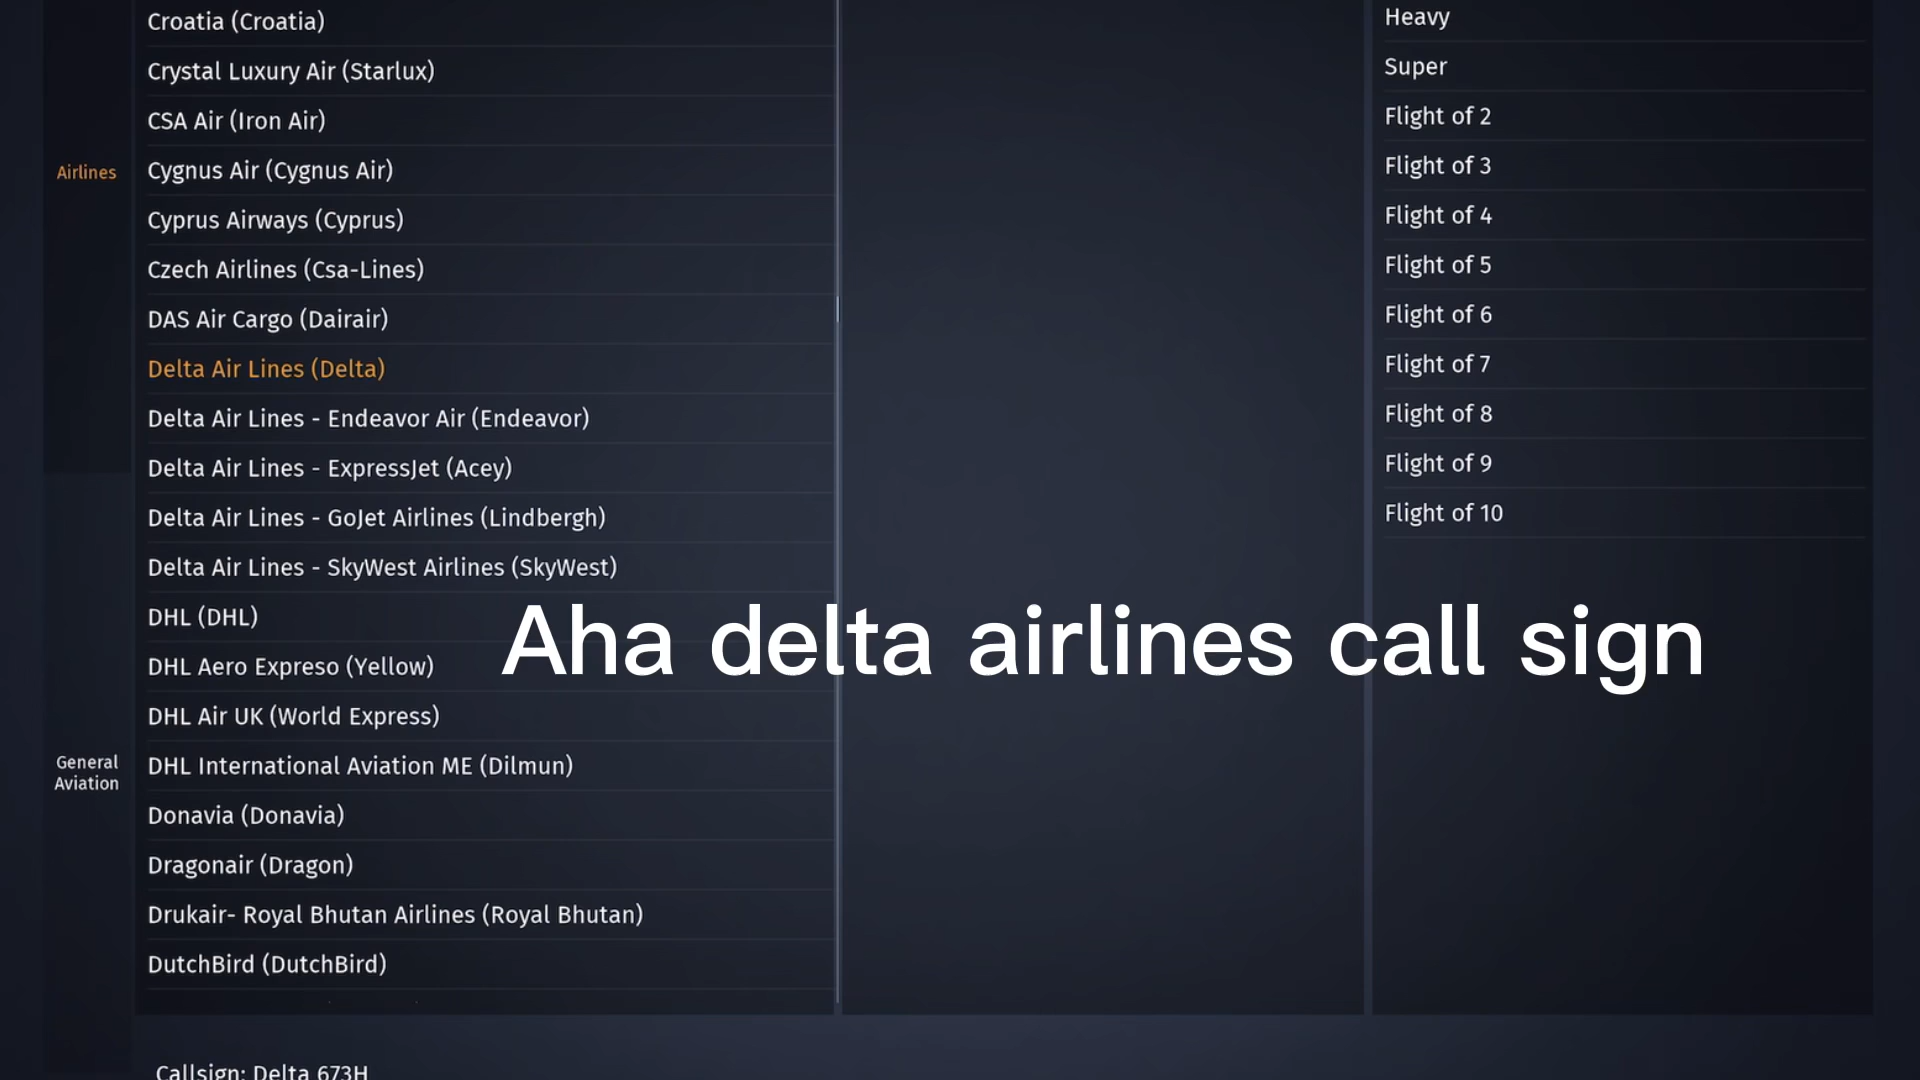 Croatia (Croatia)
Crystal Luxury Air (Starlux)
CSA Air (Iron Air)
Cygnus Air (Cygnus Air)
Cyprus Airways (Cyprus)
Czech Airlines (Csa-Lines)
DAS Air Cargo (Dairair)
Delta Air Lines (Delta)
Delta Air Lines - Endeavor Air (Endeavor)
Delta Air Lines - ExpressJet (Acey)
Delta Air Lines - GoJet Airlines (Lindbergh)
Delta Air Lines - SkyWest Airlines (SkyWest)
DHL (DHL)
DHL Aero Expreso (Yellow)
DHL Air UK (World Express)
DHL International Aviation ME (Dilmun)
Donavia (Donavia)
Dragonair (Dragon)
Drukair- Royal Bhutan Airlines (Royal Bhutan)
DutchBird (DutchBird)
Airlines
General
Aviation
Heavy
Super
Flight of 2
Flight of 3
Flight of 4
Flight of 5
Flight of 6
Flight of 7
Flight of 8
Flight of 9
Flight of 10
Aha delta airlines call sign
Callsign: Delta 673H